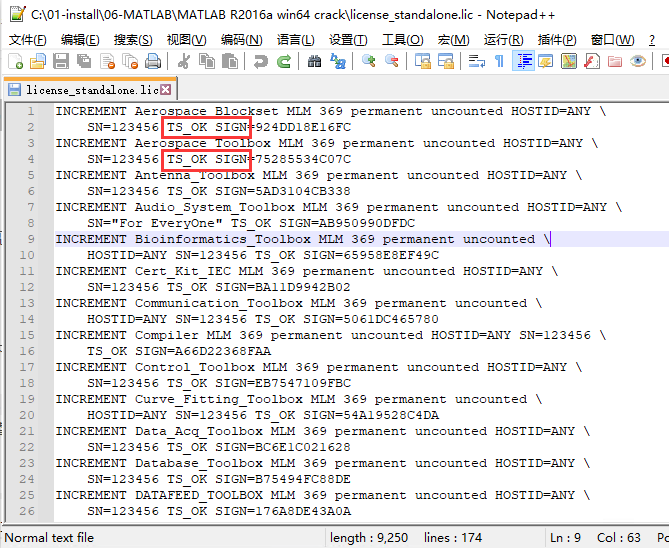 C:\01-install\06-MATLAB\MATLAB R2016a win64 crack\license_standalone.lic - Notepad++
文件(F) 编辑(E) 搜索(S) 视图(V) 编码(N) 语言(L) 设置(T) 工具(O) 宏(M) 运行(R) 插件(P) 窗口(W) ?
license_standalone.lic
1 INCREMENT Aerospace_Blockset MLM 369 permanent uncounted HOSTID=ANY \
2 SN=123456 TS_OK SIGN=924DD18E16FC
3 INCREMENT Aerospace_Toolbox MLM 369 permanent uncounted HOSTID=ANY \
4 SN=123456 TS_OK SIGN=75285534C07C
5 INCREMENT Antenna_Toolbox MLM 369 permanent uncounted HOSTID=ANY \
6 SN=123456 TS_OK SIGN=5AD3104CB338
7 INCREMENT Audio_System_Toolbox MLM 369 permanent uncounted HOSTID=ANY \
8 SN="For EveryOne" TS_OK SIGN=AB950990DFDC
9 INCREMENT Bioinformatics_Toolbox MLM 369 permanent uncounted \
10 HOSTID=ANY SN=123456 TS_OK SIGN=65958E8EF49C
11 INCREMENT Cert_Kit_IEC MLM 369 permanent uncounted HOSTID=ANY \
12 SN=123456 TS_OK SIGN=BA11D9942B02
13 INCREMENT Communication_Toolbox MLM 369 permanent uncounted \
14 HOSTID=ANY SN=123456 TS_OK SIGN=5061DC465780
15 INCREMENT Compiler MLM 369 permanent uncounted HOSTID=ANY SN=123456 \
16 TS_OK SIGN=A66D22368FAA
17 INCREMENT Control_Toolbox MLM 369 permanent uncounted HOSTID=ANY \
18 SN=123456 TS_OK SIGN=EB7547109FBC
19 INCREMENT Curve_Fitting_Toolbox MLM 369 permanent uncounted \
20 HOSTID=ANY SN=123456 TS_OK SIGN=54A19528C4DA
21 INCREMENT Data_Acq_Toolbox MLM 369 permanent uncounted HOSTID=ANY \
22 SN=123456 TS_OK SIGN=BC6E1C021628
23 INCREMENT Database_Toolbox MLM 369 permanent uncounted HOSTID=ANY \
24 SN=123456 TS_OK SIGN=B75494FC88DE
25 INCREMENT DATAFEED_TOOLBOX MLM 369 permanent uncounted HOSTID=ANY \
26 SN=123456 TS_OK SIGN=176A8DE43A0A
Normal text file length : 9,250 lines : 174 Ln : 9 Col : 63